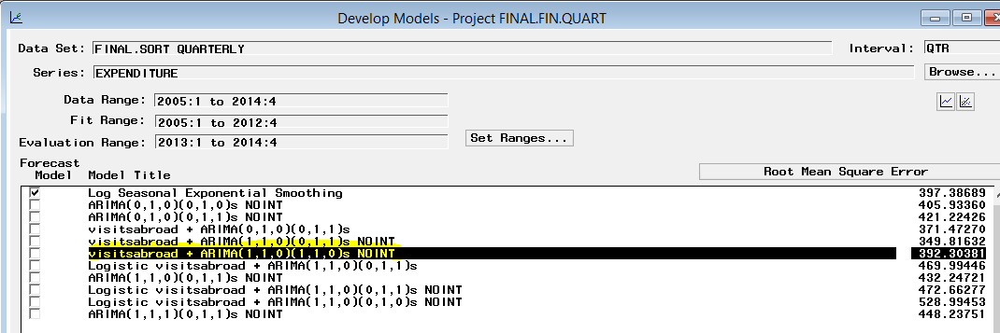 Develop Models - Project FINAL.FIN.QUART
Data Set: FINAL.SORT QUARTERLY Interval: QTR
Series: EXPENDITURE Browse...
Data Range: 2005:1 to 2014:4
Fit Range: 2005:1 to 2012:4
Evaluation Range: 2013:1 to 2014:4 Set Ranges...
Forecast
Model Model Title Root Mean Square Error
Log Seasonal Exponential Smoothing 397.38689
ARIMA(0,1,0)(0,1,0)s NOINT 405.93360
ARIMA(0,1,0)(0,1,1)s NOINT 421.22426
visitsabroad + ARIMA(0,1,0)(0,1,1)s 371.47270
visitsabroad + ARIMA(1,1,0)(0,1,1)s NOINT 349.81632
visitsabroad + ARIMA(1,1,0)(1,1,0)s NOINT 392.30381
Logistic visitsabroad + ARIMA(1,1,0)(0,1,1)s 469.99446
ARIMA(1,1,0)(0,1,1)s NOINT 432.24721
Logistic visitsabroad + ARIMA(1,1,0)(0,1,1)s NOINT 472.66277
Logistic visitsabroad + ARIMA(1,1,0)(0,1,0)s NOINT 528.99453
ARIMA(1,1,1)(0,1,1)s NOINT 448.23751